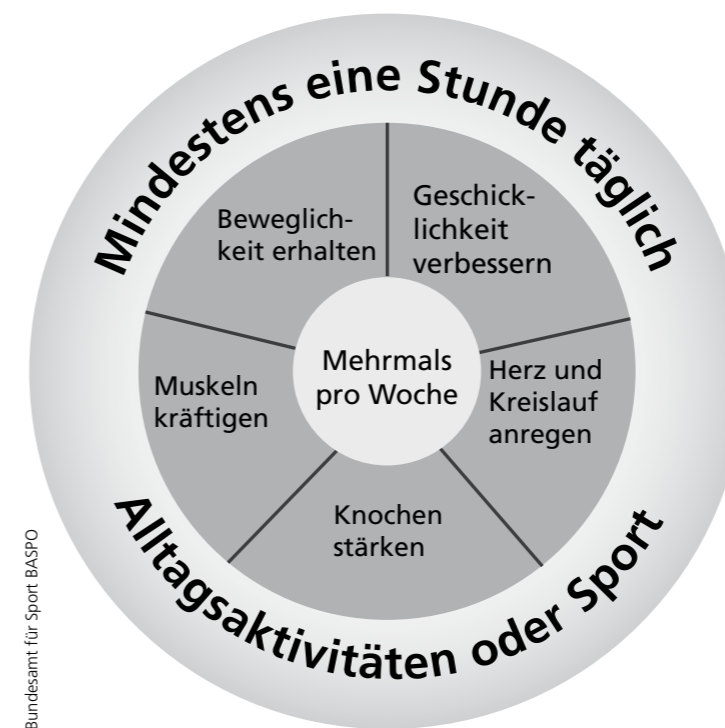 Mindestens eine Stunde täglich
Geschick-
lichkeit
verbessern
Herz und
Kreislauf
anregen
Knochen
stärken
Muskeln
kräftigen
Beweglich-
keit erhalten
Mehrmals
pro Woche
Alltagsaktivitäten oder Sport
Bundesamt für Sport BASPO